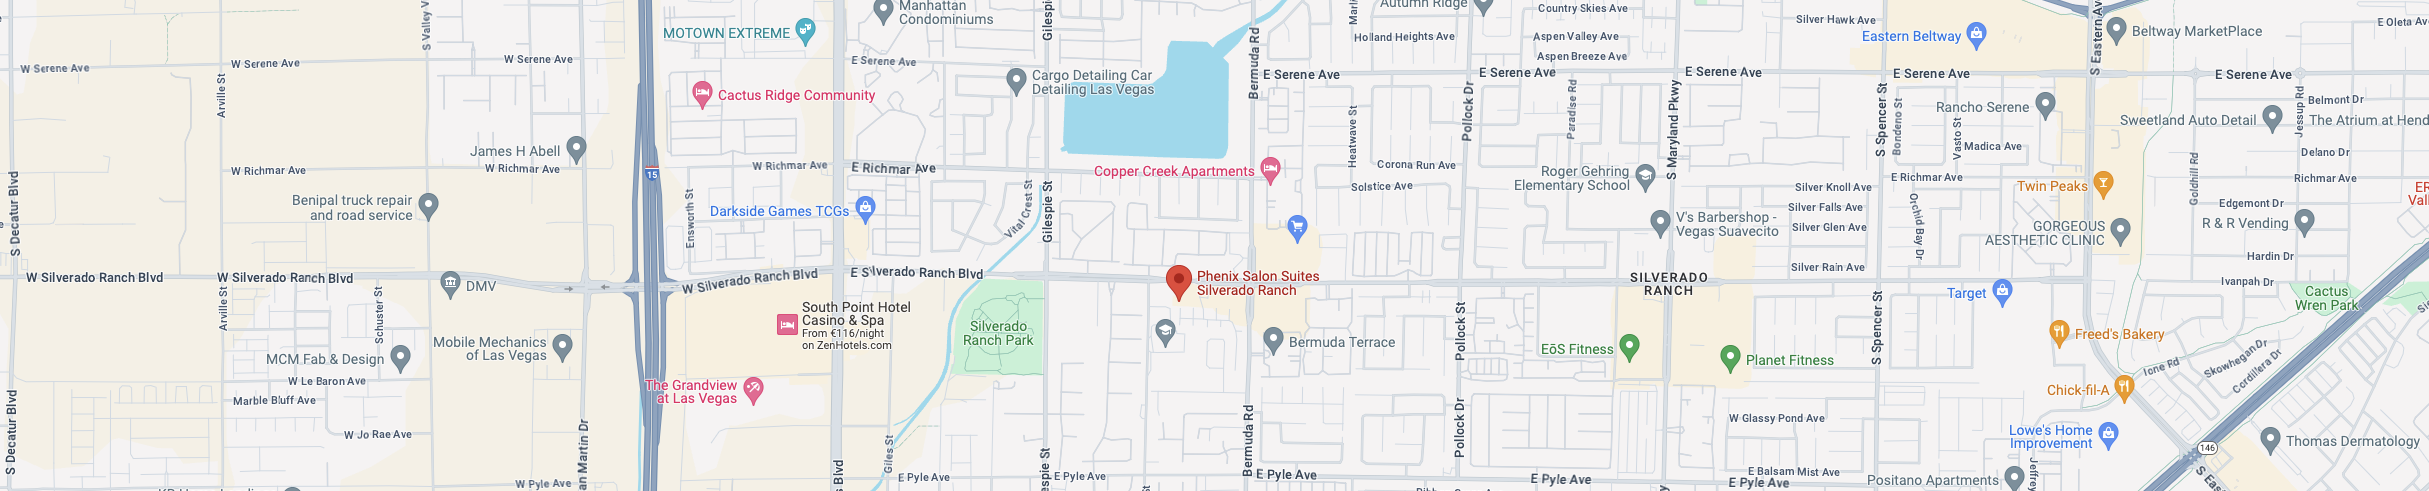 Manhattan
Condominiums
MOTOWN EXTREME
S Valley V
Gilespi
Autumn Ridge
Country Skies Ave
Silver Hawk Ave
Holland Heights Ave
Aspen Valley Ave
Aspen Breeze Ave
Eastern Beltway
S Eastern Av
Beltway MarketPlace
E Oleta Av
W Serene Ave
W Serene Ave
W Serene Ave
E Serene Ave
Bermuda Rd
E Serene Ave
E Serene Ave
E Serene Ave
E Serene Ave
E Serene Ave
Arville St
Cactus Ridge Community
Cargo Detailing Car
Detailing Las Vegas
Heatwave St
Pollock Dr
Paradise Rd
S Maryland Pkwy
S Spencer St
Bondeno St
Vasto St
Rancho Serene
Belmont Dr
Jessup Rd
Sweetland Auto Detail
The Atrium at Hend
James H Abell
W Richmar Ave
W Richmar Ave
15
W Richmar Ave
E Richmar Ave
Copper Creek Apartments
Corona Run Ave
Solstice Ave
Roger Gehring
Elementary School
Madica Ave
Delano Dr
Goldhill Rd
Silver Knoll Ave
E Richmar Ave
Richmar Ave
Twin Peaks
ER
Vall
S Decatur Blvd
Benipal truck repair
and road service
Ensworth St
Darkside Games TCGs
Vital Crest St
Gilespie St
V's Barbershop -
Vegas Suavecito
Silver Falls Ave
Silver Glen Ave
Orchid Bay Dr
GORGEOUS
AESTHETIC CLINIC
Edgemont Dr
R & R Vending
Hardin Dr
W Silverado Ranch Blvd
W Silverado Ranch Blvd
DMV
W Silverado Ranch Blvd
E Silverado Ranch Blvd
Phenix Salon Suites
Silverado Ranch
SILVERADO
RANCH
Silver Rain Ave
Target
Ivanpah Dr
Cactus
Wren Park
Arville St
Schuster St
South Point Hotel
Casino & Spa
From €116/night
on ZenHotels.com
Silverado
Ranch Park
Bermuda Terrace
Pollock St
EōS Fitness
Planet Fitness
S Spencer St
Freed's Bakery
Mobile Mechanics
of Las Vegas
MCM Fab & Design
W Le Baron Ave
Marble Bluff Ave
The Grandview
at Las Vegas
Ione Rd
Skowhegan Dr
Cordillera Dr
Chick-fil-A
S Decatur Blvd
W Jo Rae Ave
an Martin Dr
Giles St
Bermuda Rd
Pollock Dr
W Glassy Pond Ave
Lowe's Home
Improvement
146
Thomas Dermatology
W Pyle Ave
s Blvd
E Pyle Ave
espie St
E Pyle Ave
E Pyle Ave
E Pyle Ave
E Balsam Mist Ave
E Pyle Ave
Positano Apartments
Jeffrey
S Eas